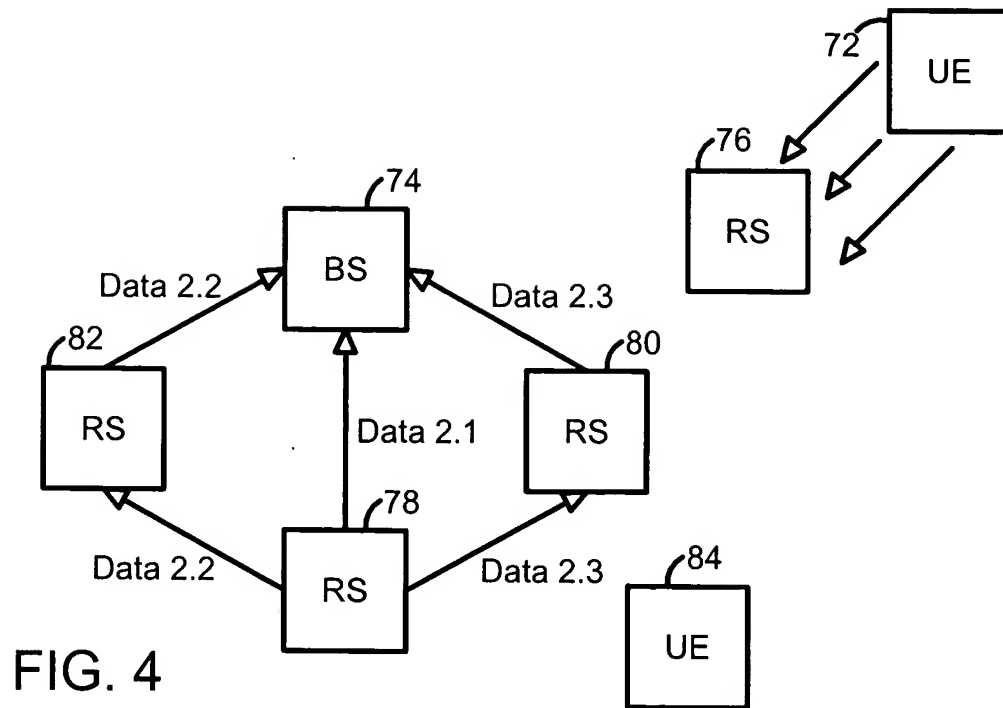 72
UE
76
RS
74
BS
Data 2.2
Data 2.3
82
RS
80
RS
Data 2.1
78
RS
Data 2.2
Data 2.3
84
UE
FIG. 4